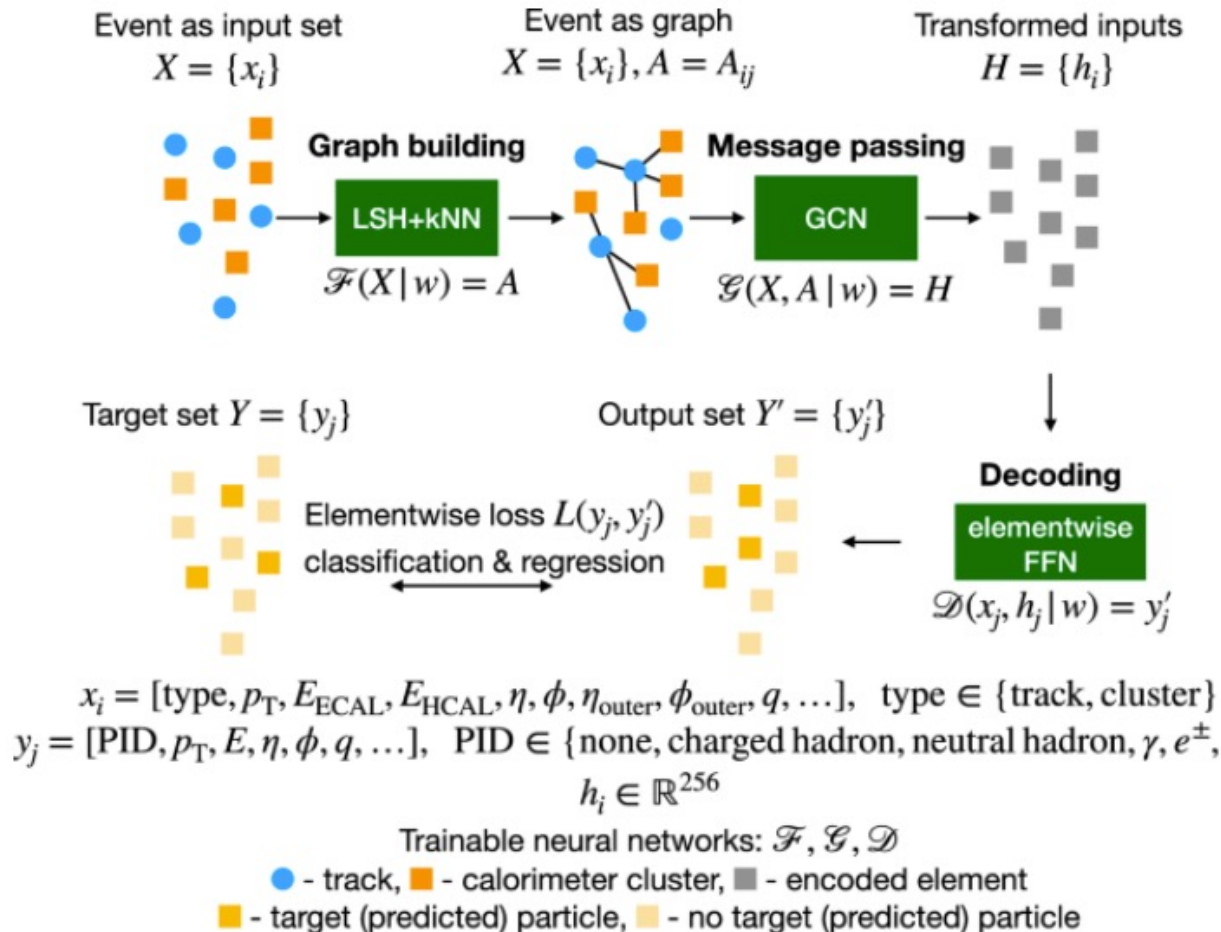 Event as input set
X = {x_i}
Event as graph
X = {x_i}, A = A_ij
Transformed inputs
H = {h_i}
Graph building
LSH+kNN
ℱ(X | w) = A
Message passing
GCN
𝒢(X, A | w) = H
Target set Y = {y_j}
Output set Y′ = {y′_j}
Elementwise loss L(y_j, y′_j)
classification & regression
Decoding
elementwise
FFN
𝒟(x_j, h_j | w) = y′_j
x_i = [type, p_T, E_ECAL, E_HCAL, η, ϕ, η_outer, ϕ_outer, q, …], type ∈ {track, cluster}
y_j = [PID, p_T, E, η, ϕ, q, …], PID ∈ {none, charged hadron, neutral hadron, γ, e^±,
h_i ∈ ℝ^256
Trainable neural networks: ℱ, 𝒢, 𝒟
- track, - calorimeter cluster, - encoded element
- target (predicted) particle, - no target (predicted) particle